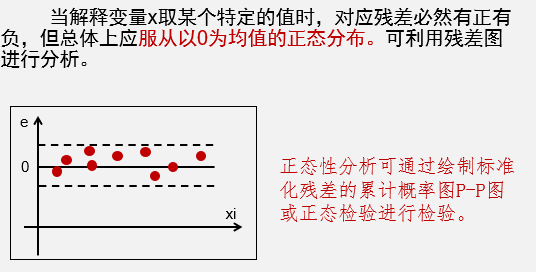 当解释变量x取某个特定的值时，对应残差必然有正有
负，但总体上应服从以0为均值的正态分布。可利用残差图
进行分析。
e
0
xi
正态性分析可通过绘制标准
化残差的累计概率图P-P图
或正态检验进行检验。